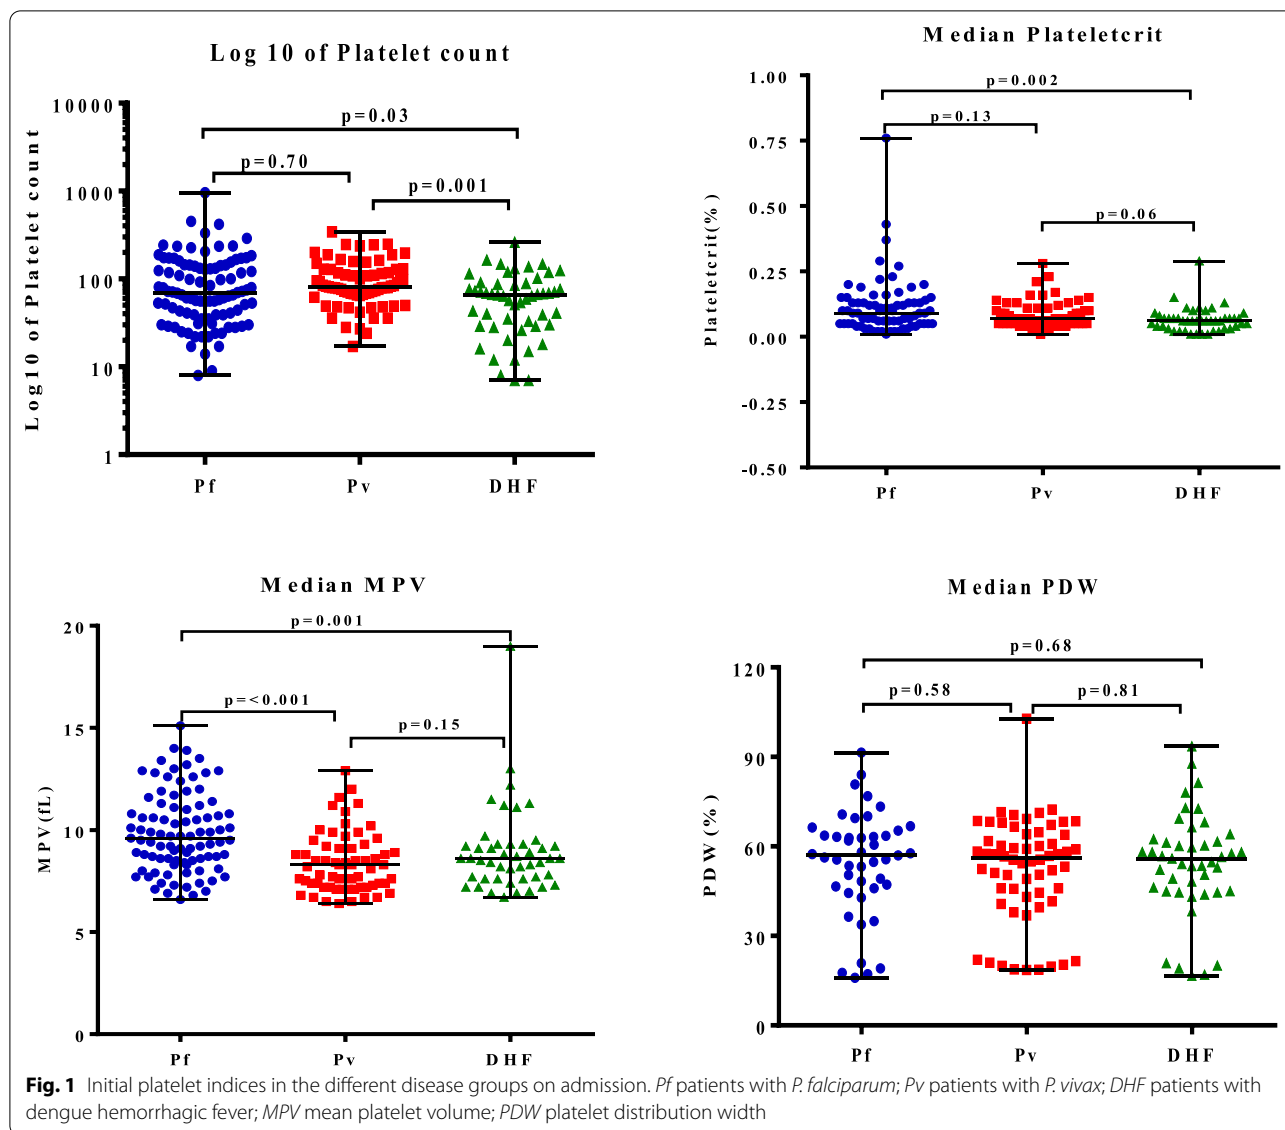 Log 10 of Platelet count
Log10 of Platelet count
10000
1000
100
10
1
p=0.03
p=0.70
p=0.001
Pf
Pv
DHF
Median Plateletcrit
Plateletcrit(%)
1.00
0.75
0.50
0.25
0.00
-0.25
-0.50
p=0.002
p=0.13
p=0.06
Pf
Pv
DHF
Median MPV
MPV(fL)
20
15
10
5
0
p=0.001
p=<0.001
p=0.15
Pf
Pv
DHF
Median PDW
PDW(%)
120
90
60
30
0
p=0.68
p=0.58
p=0.81
Pf
Pv
DHF
Fig. 1 Initial platelet indices in the different disease groups on admission. Pf patients with P. falciparum; Pv patients with P. vivax; DHF patients with
dengue hemorrhagic fever; MPV mean platelet volume; PDW platelet distribution width